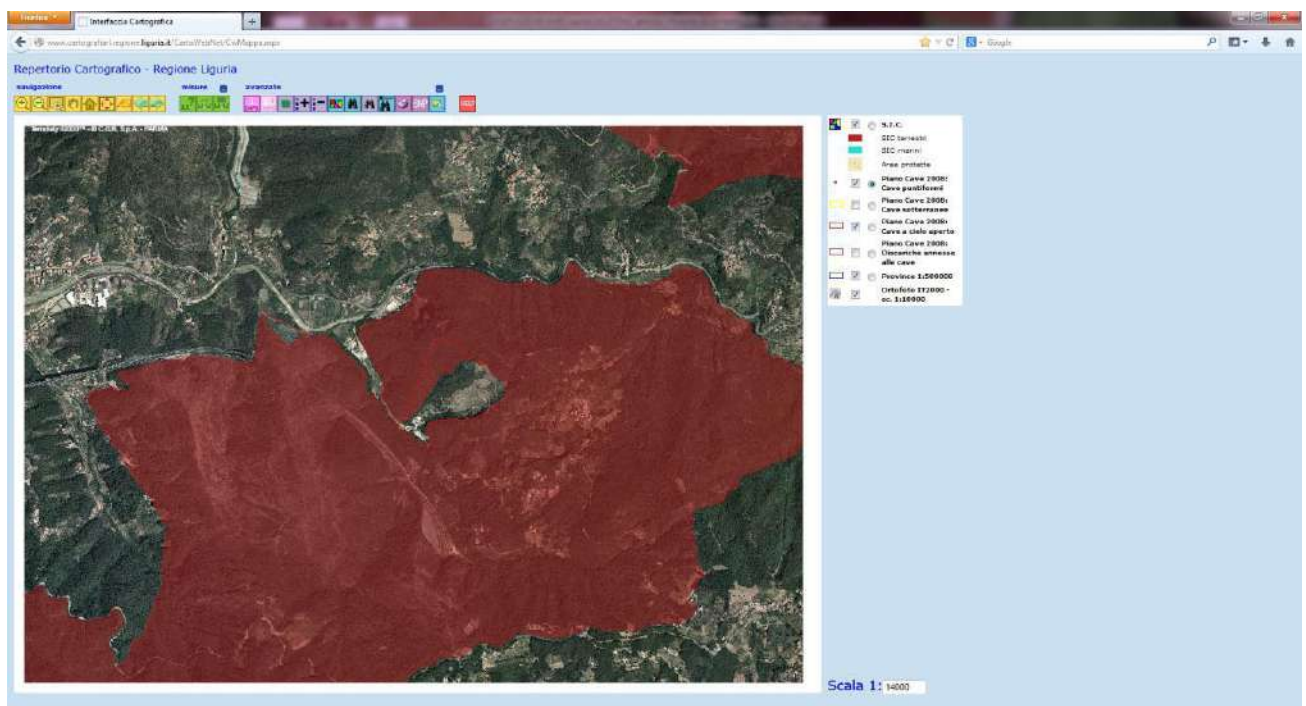 Firefox
Interfaccia Cartografica
Google
Repertorio Cartografico - Regione Liguria
navigazione misure avanzate
S.I.C.
SIC terrestri
SIC marini
Aree protette
Piano Cave 2008:
Cave puntiformi
Piano Cave 2008:
Cave sotterranee
Piano Cave 2008:
Cave a cielo aperto
Piano Cave 2008:
Discariche annesse
alle cave
Province 1:500000
Ortofoto IT2000 -
sc. 1:10000
Scala 1: 14000